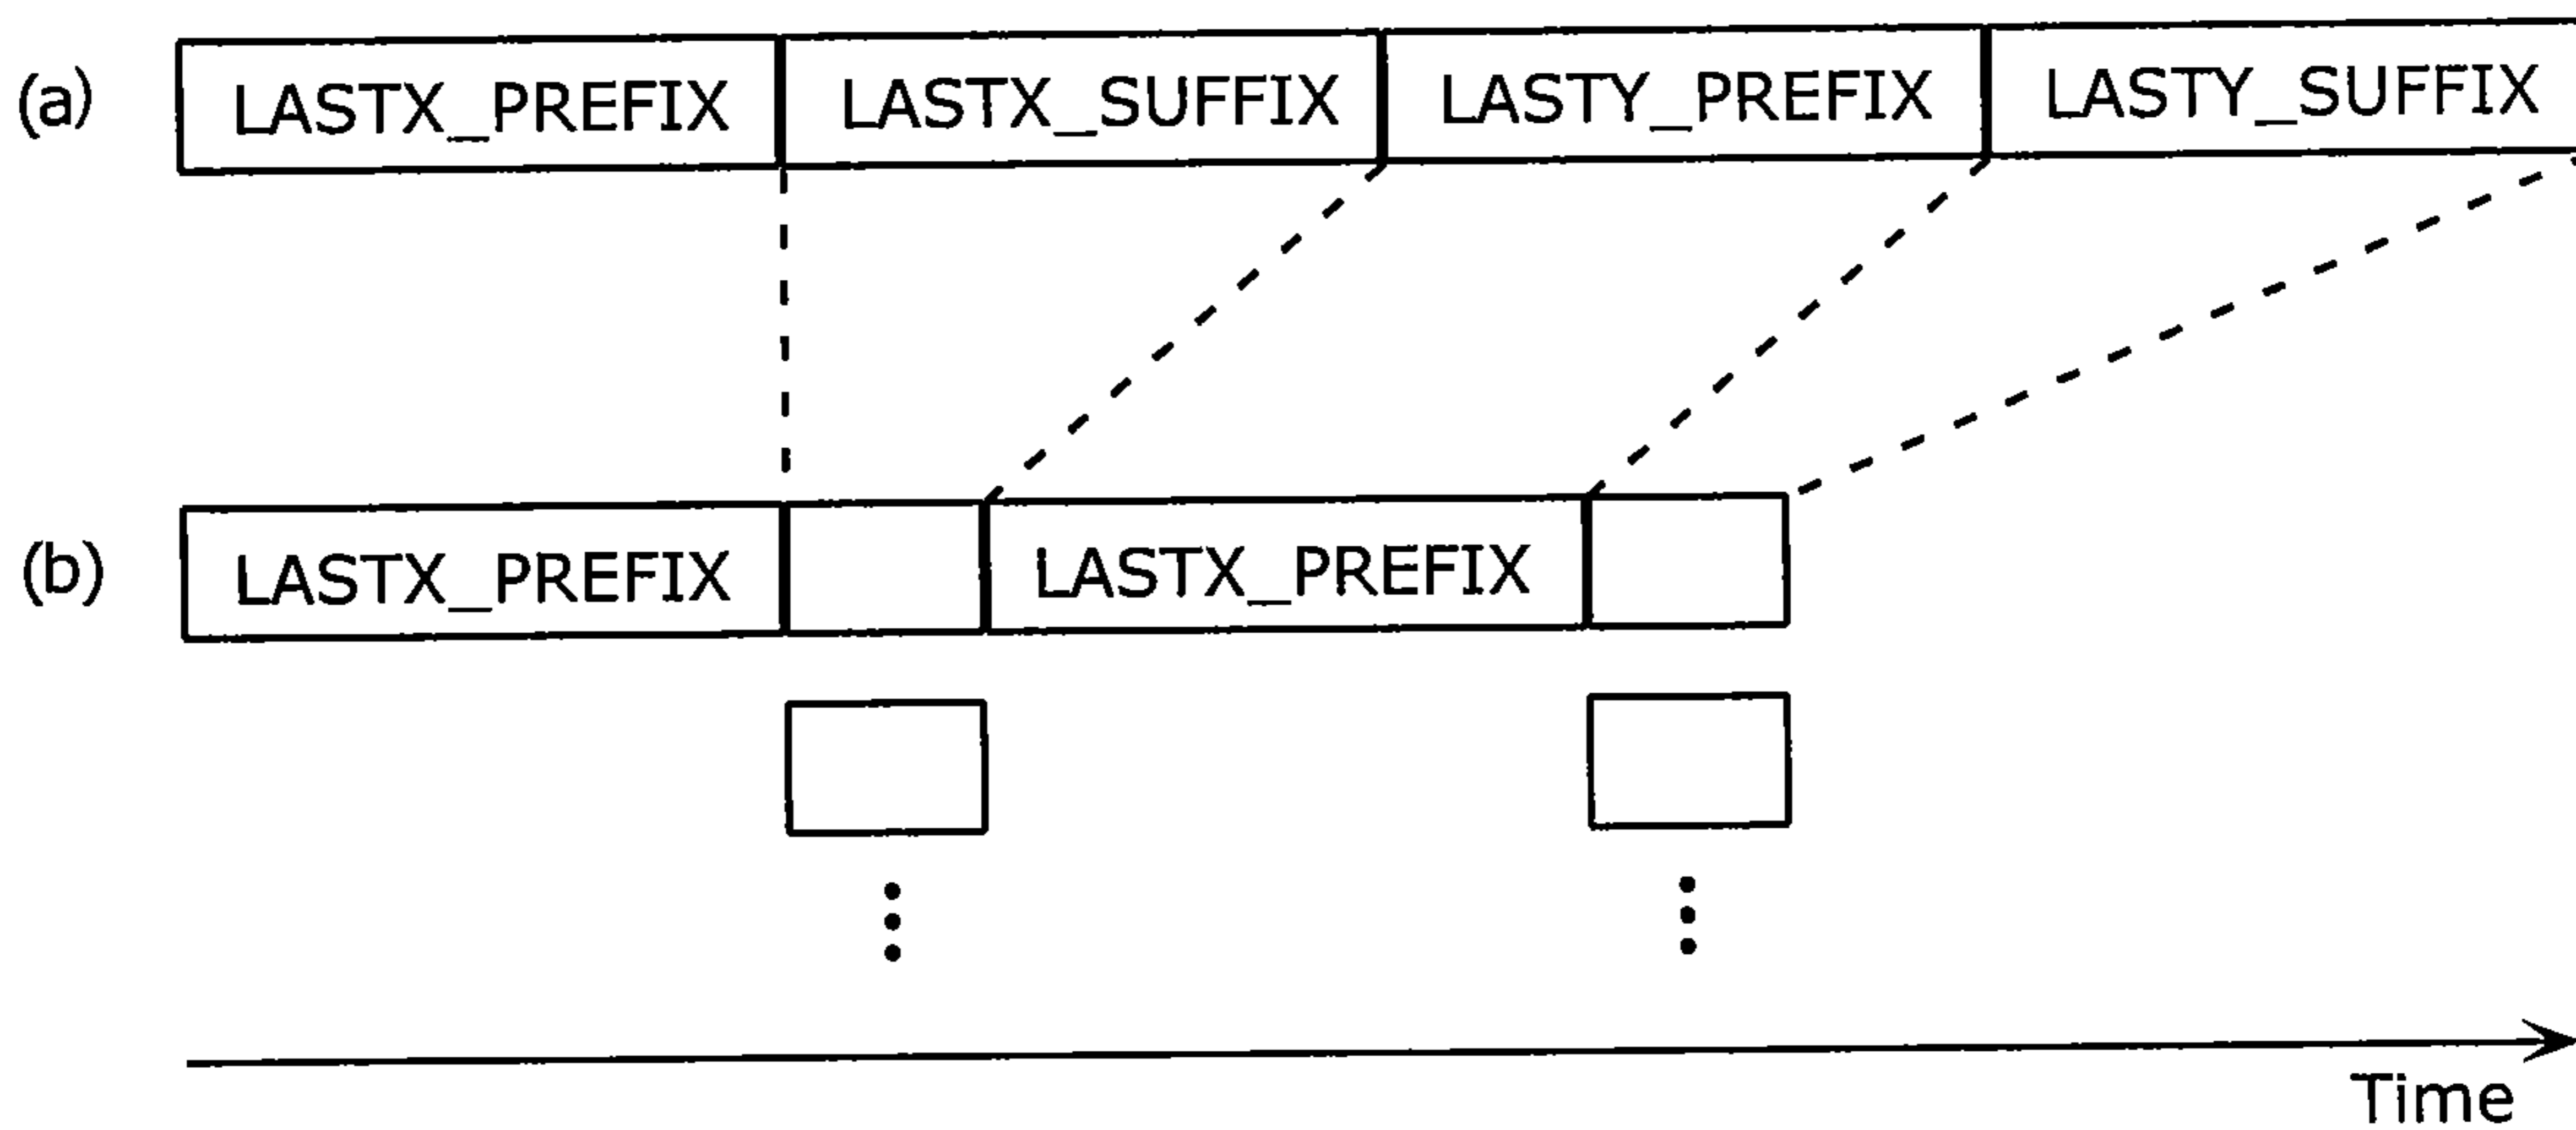 (a) LASTX_PREFIX LASTX_SUFFIX LASTY_PREFIX LASTY_SUFFIX
(b) LASTX_PREFIX LASTX_PREFIX
Time